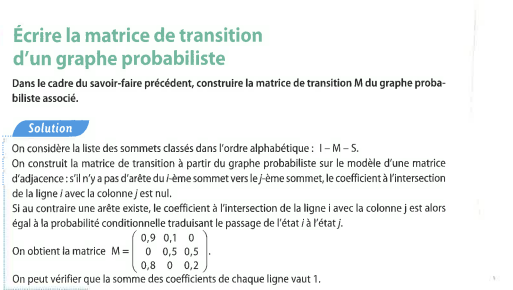 Écrire la matrice de transition
d'un graphe probabiliste
Dans le cadre du savoir-faire précédent, construire la matrice de transition M du graphe proba-
biliste associé.
Solution
On considère la liste des sommets classés dans l'ordre alphabétique : I – M – S.
On construit la matrice de transition à partir du graphe probabiliste sur le modèle d'une matrice
d'adjacence : s'il n'y a pas d'arête du i-ème sommet vers le j-ème sommet, le coefficient à l'intersection
de la ligne i avec la colonne j est nul.
Si au contraire une arête existe, le coefficient à l'intersection de la ligne i avec la colonne j est alors
égal à la probabilité conditionnelle traduisant le passage de l'état i à l'état j.
0,9 0,1 0
On obtient la matrice M = ( 0 0,5 0,5 ).
0,8 0 0,2
On peut vérifier que la somme des coefficients de chaque ligne vaut 1.